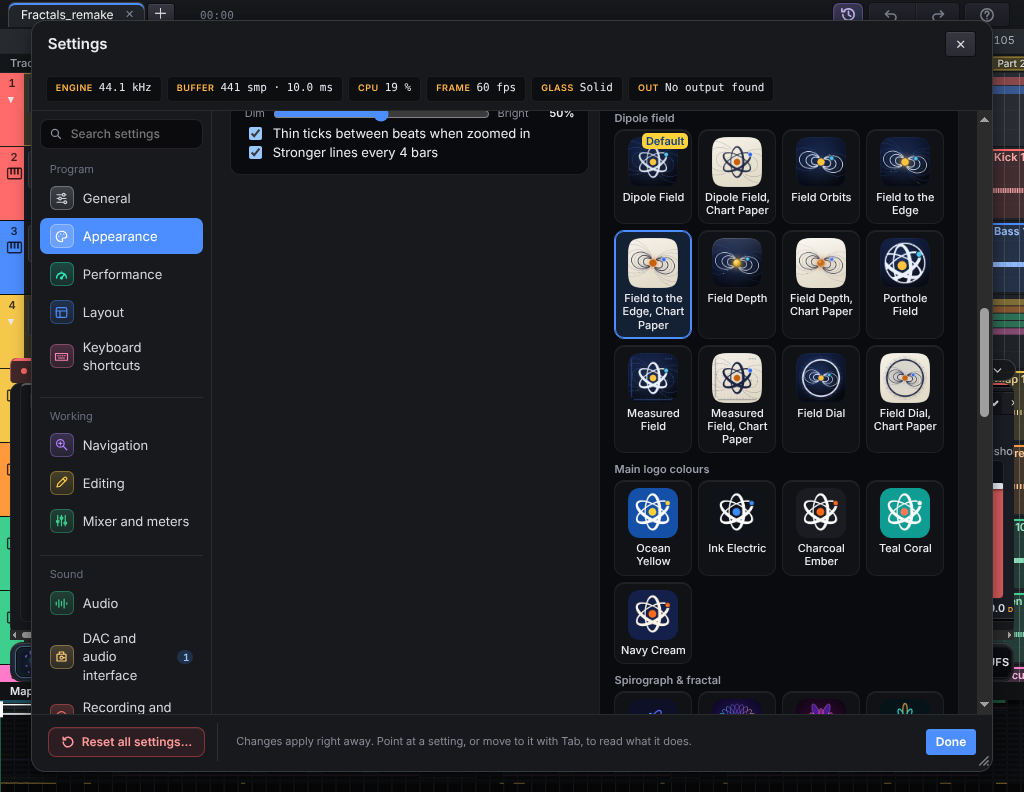 Fractals_remake
00:00
Settings
105
ENGINE 44.1 kHz
BUFFER 441 smp · 10.0 ms
CPU 19 %
FRAME 60 fps
GLASS Solid
OUT No output found
Part 2
1
2
3
4
Search settings
Program
General
Appearance
Performance
Layout
Keyboard
shortcuts
Working
Navigation
Editing
Mixer and meters
Sound
Audio
DAC and
audio
interface
1
Recording and
Dim
Bright
50%
Thin ticks between beats when zoomed in
Stronger lines every 4 bars
Dipole field
Default
Dipole Field
Dipole Field,
Chart Paper
Field Orbits
Field to the
Edge
Field to the
Edge, Chart
Paper
Field Depth
Field Depth,
Chart Paper
Porthole
Field
Measured
Field
Measured
Field, Chart
Paper
Field Dial
Field Dial,
Chart Paper
Main logo colours
Ocean
Yellow
Ink Electric
Charcoal
Ember
Teal Coral
Navy Cream
Spirograph & fractal
Kick 1
Bass
Map
Reset all settings...
Changes apply right away. Point at a setting, or move to it with Tab, to read what it does.
Done